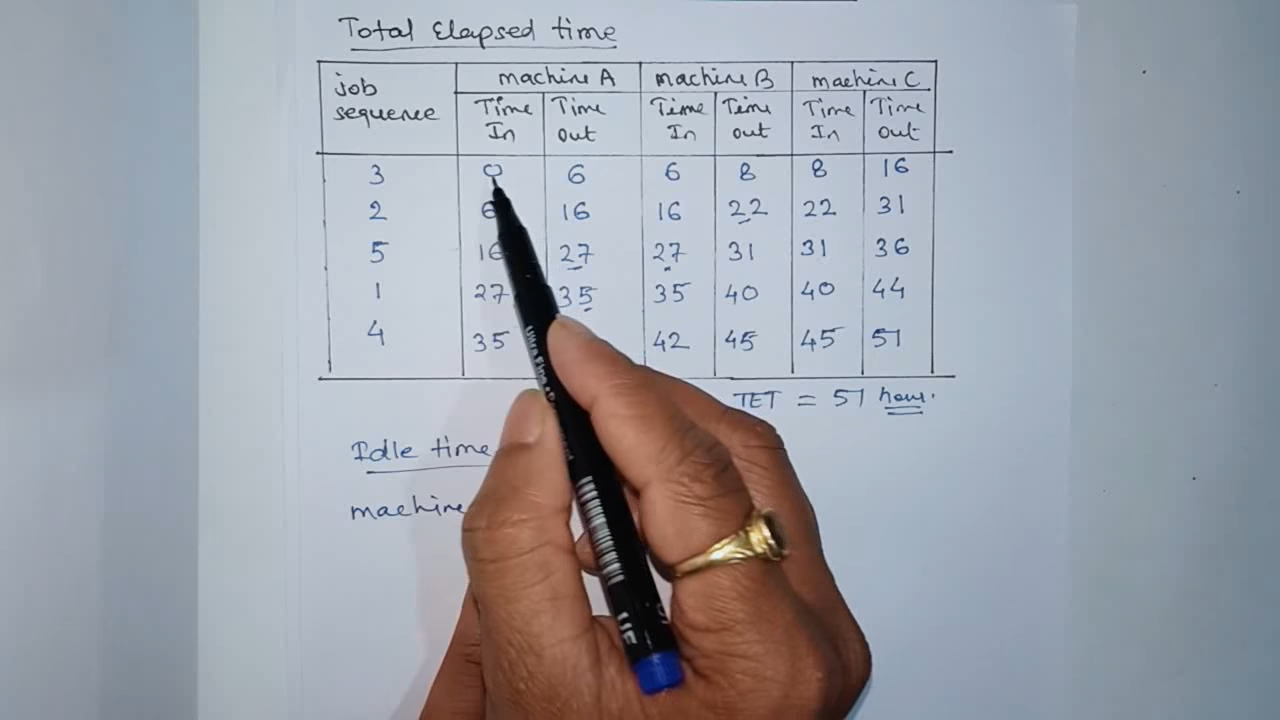 Total Elapsed time
job sequence machine A machine B machine C
Time In Time out Time In Time out Time In Time out
3 0 6 6 8 8 16
2 6 16 16 22 22 31
5 16 27 27 31 31 36
1 27 35 35 40 40 44
4 35 42 45 45 51
TET = 51 hours.
Idle time
machine